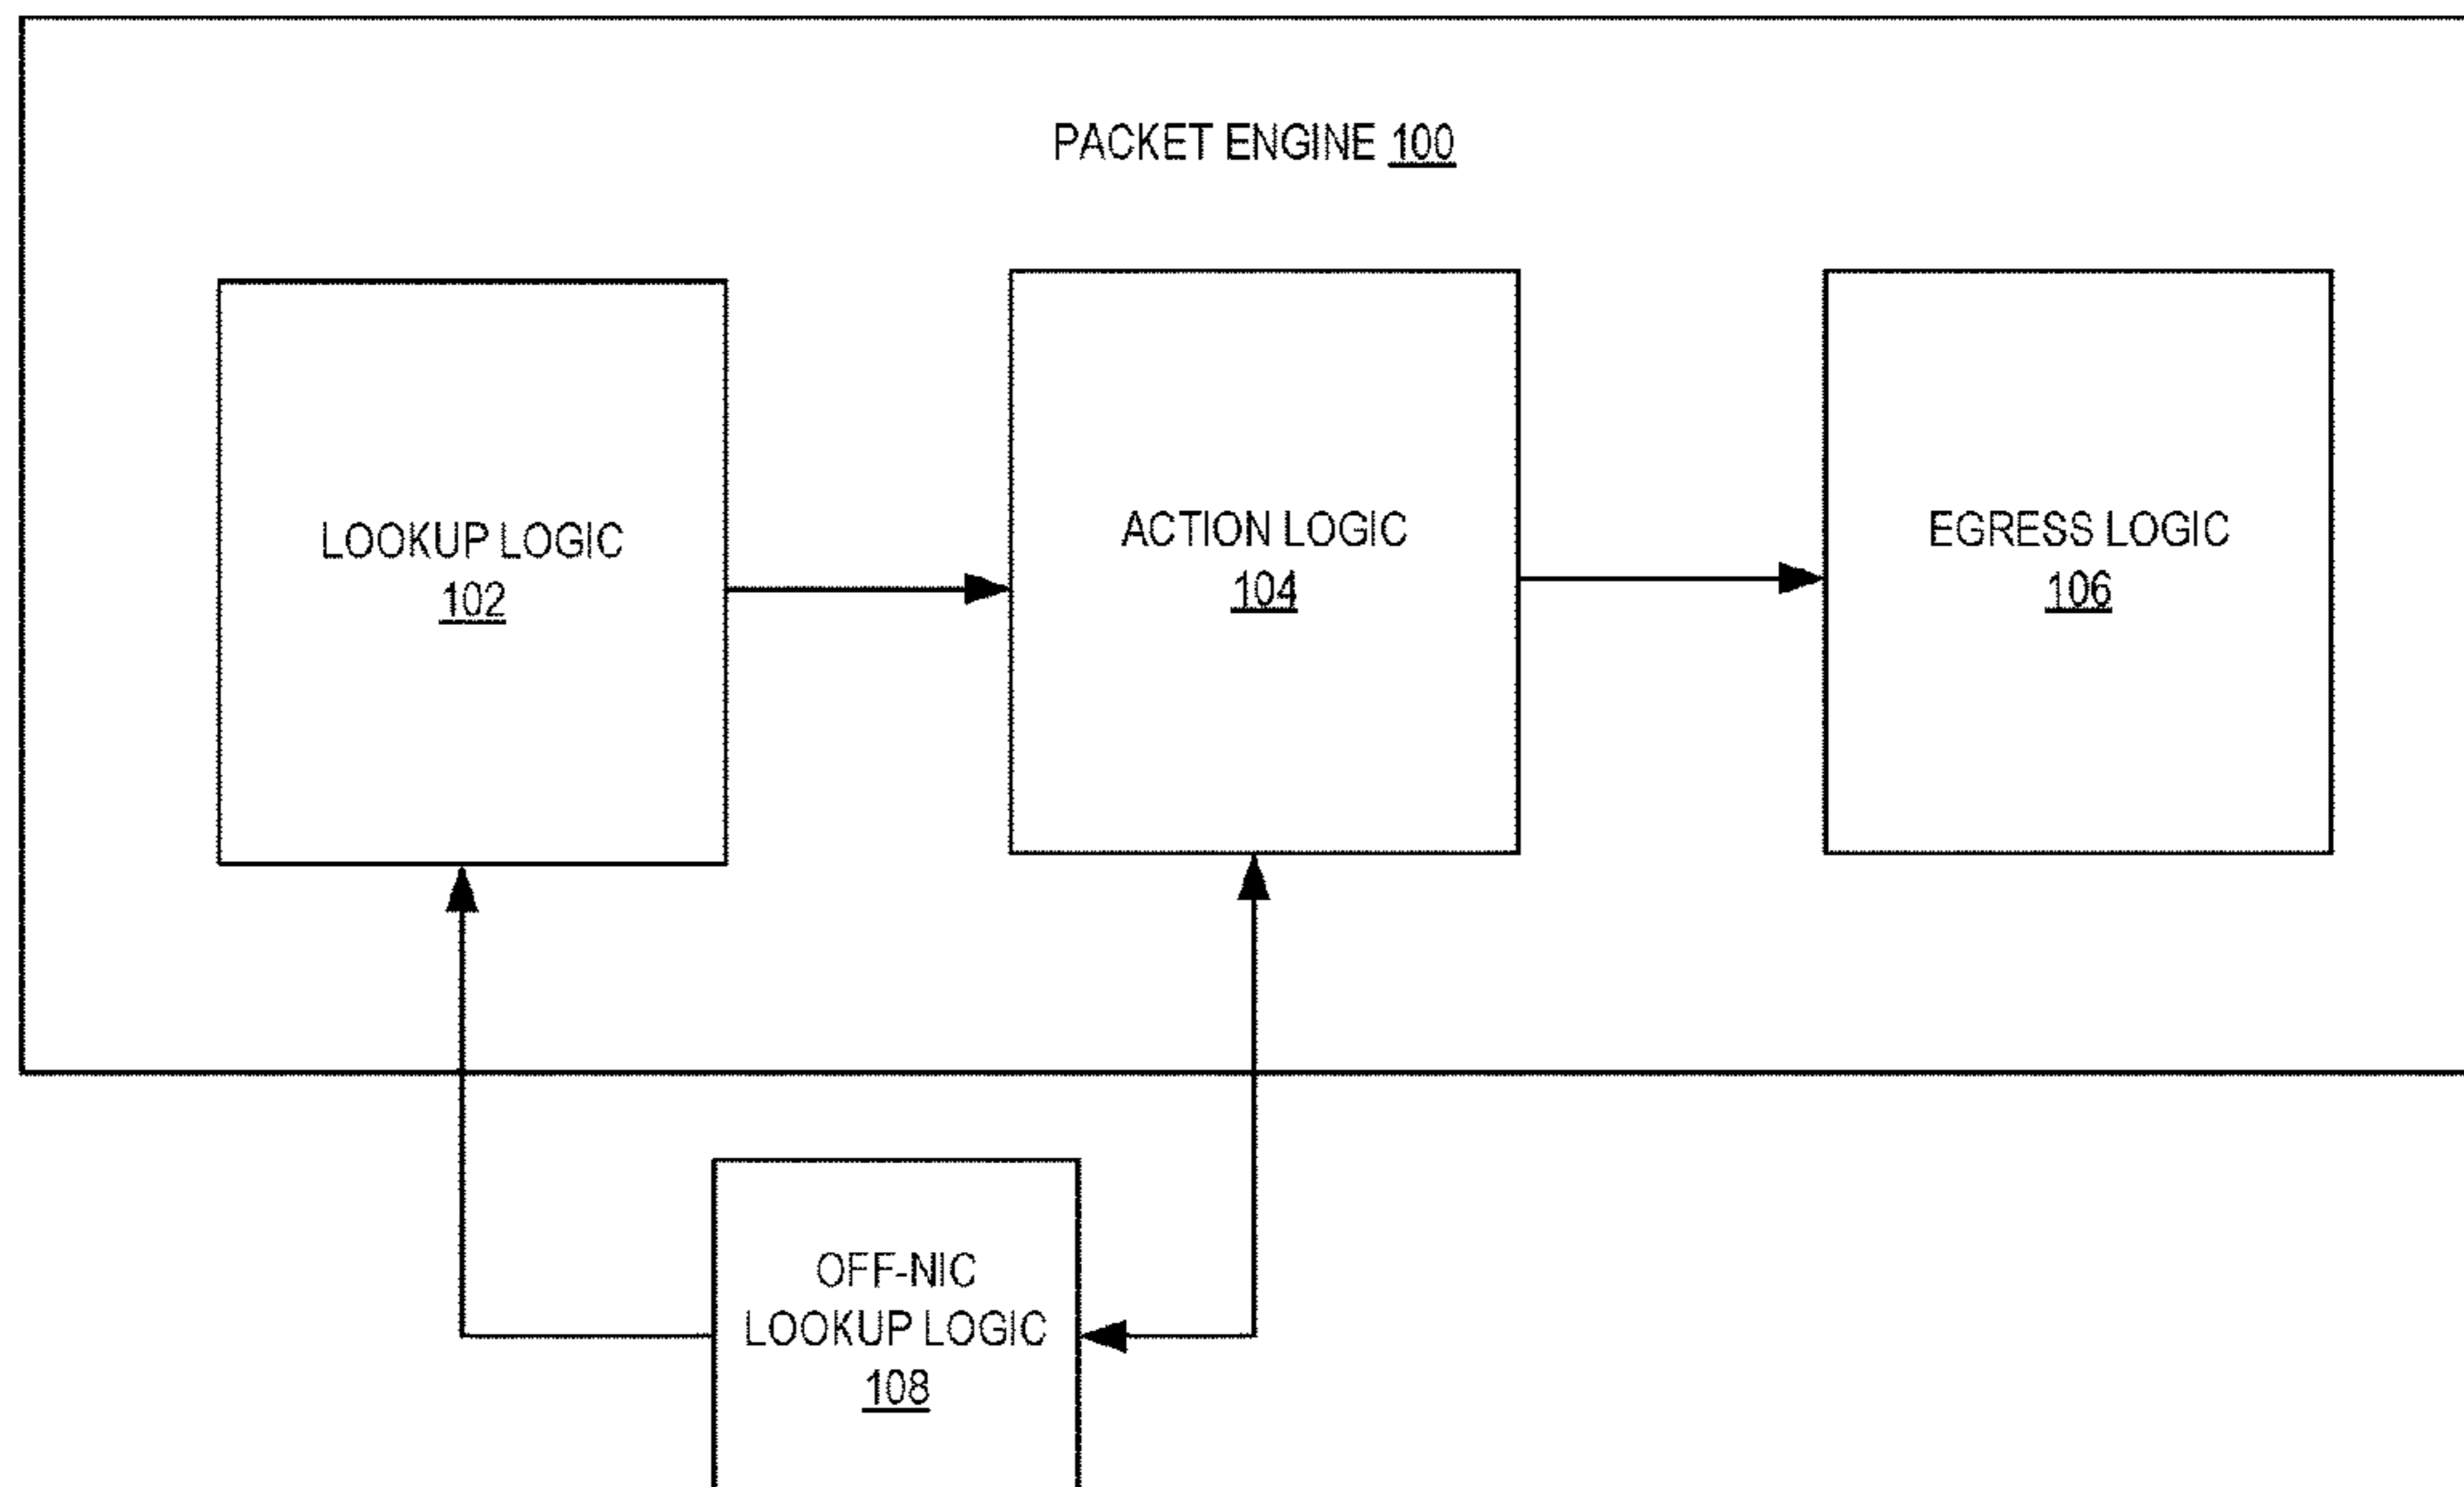 PACKET ENGINE 100
LOOKUP LOGIC
102
ACTION LOGIC
104
EGRESS LOGIC
106
OFF-NIC
LOOKUP LOGIC
108